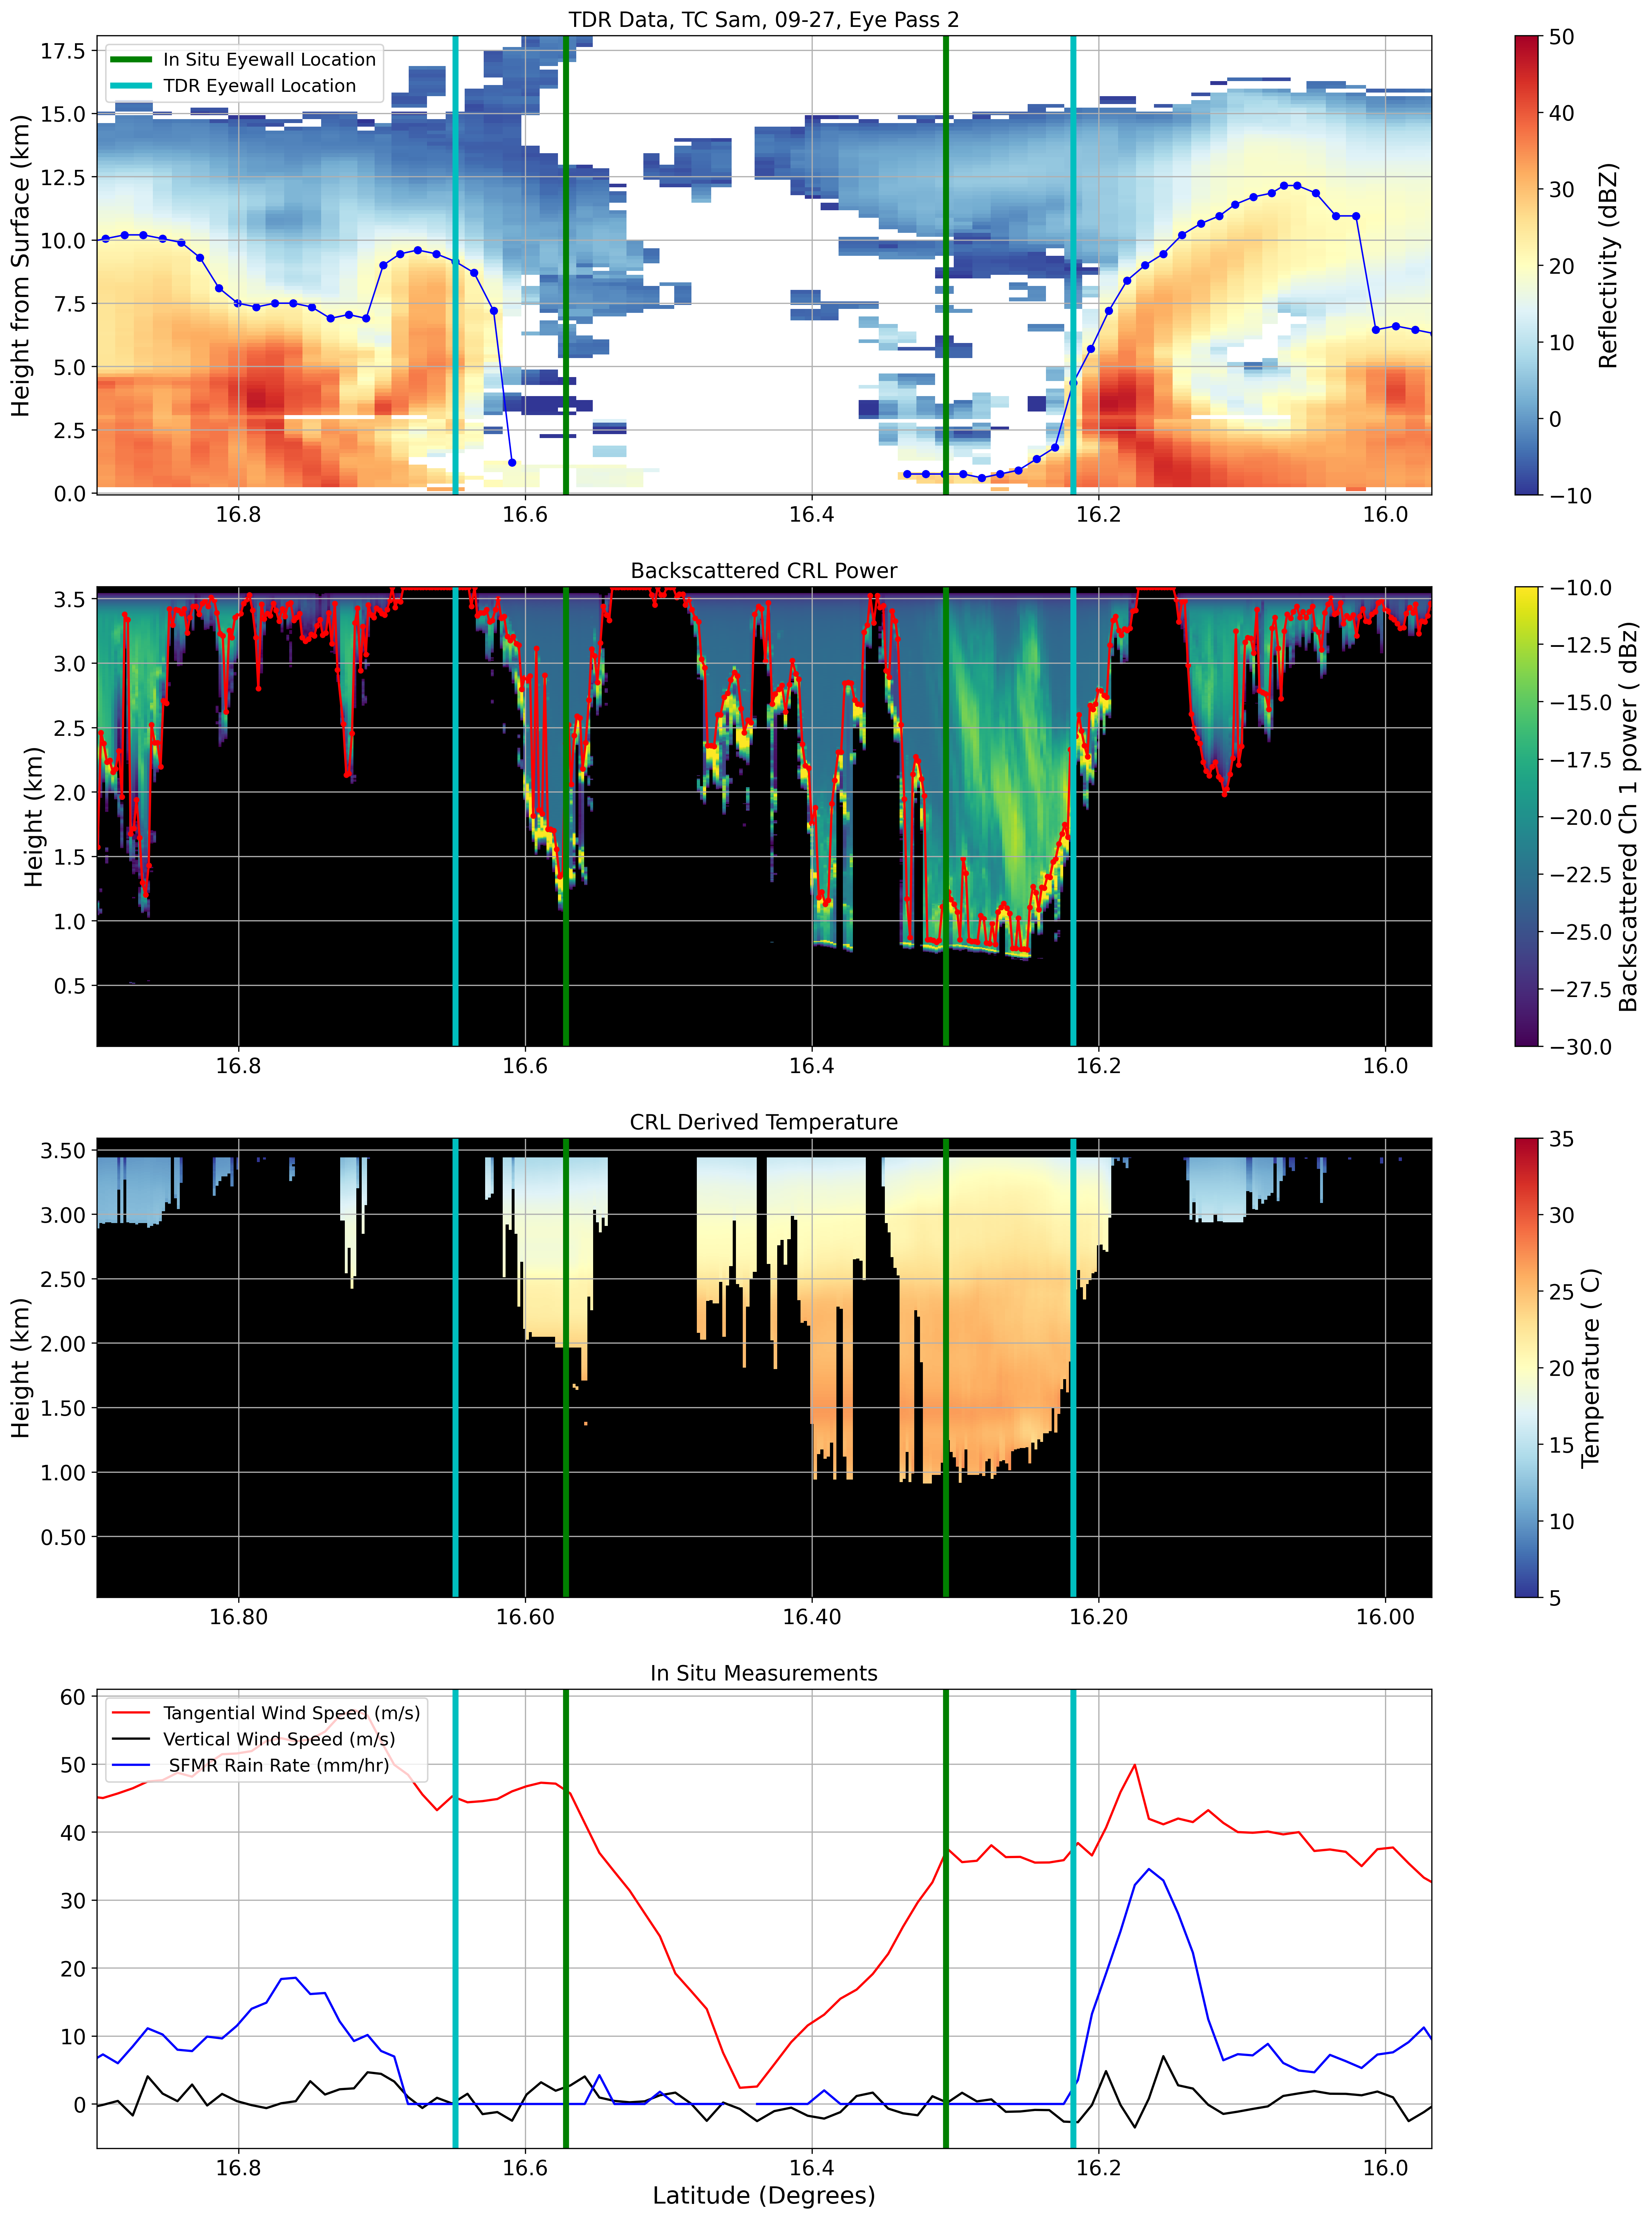 TDR Data, TC Sam, 09-27, Eye Pass 2
In Situ Eyewall Location
TDR Eyewall Location
Height from Surface (km)
17.5
15.0
12.5
10.0
7.5
5.0
2.5
0.0
16.8 16.6 16.4 16.2 16.0
50
40
30
20
10
0
−10
Reflectivity (dBZ)
Backscattered CRL Power
Height (km)
3.5
3.0
2.5
2.0
1.5
1.0
0.5
16.8 16.6 16.4 16.2 16.0
−10.0
−12.5
−15.0
−17.5
−20.0
−22.5
−25.0
−27.5
−30.0
Backscattered Ch 1 power ( dBz)
CRL Derived Temperature
Height (km)
3.50
3.00
2.50
2.00
1.50
1.00
0.50
16.80 16.60 16.40 16.20 16.00
35
30
25
20
15
10
5
Temperature ( C)
In Situ Measurements
Tangential Wind Speed (m/s)
Vertical Wind Speed (m/s)
SFMR Rain Rate (mm/hr)
60
50
40
30
20
10
0
16.8 16.6 16.4 16.2 16.0
Latitude (Degrees)